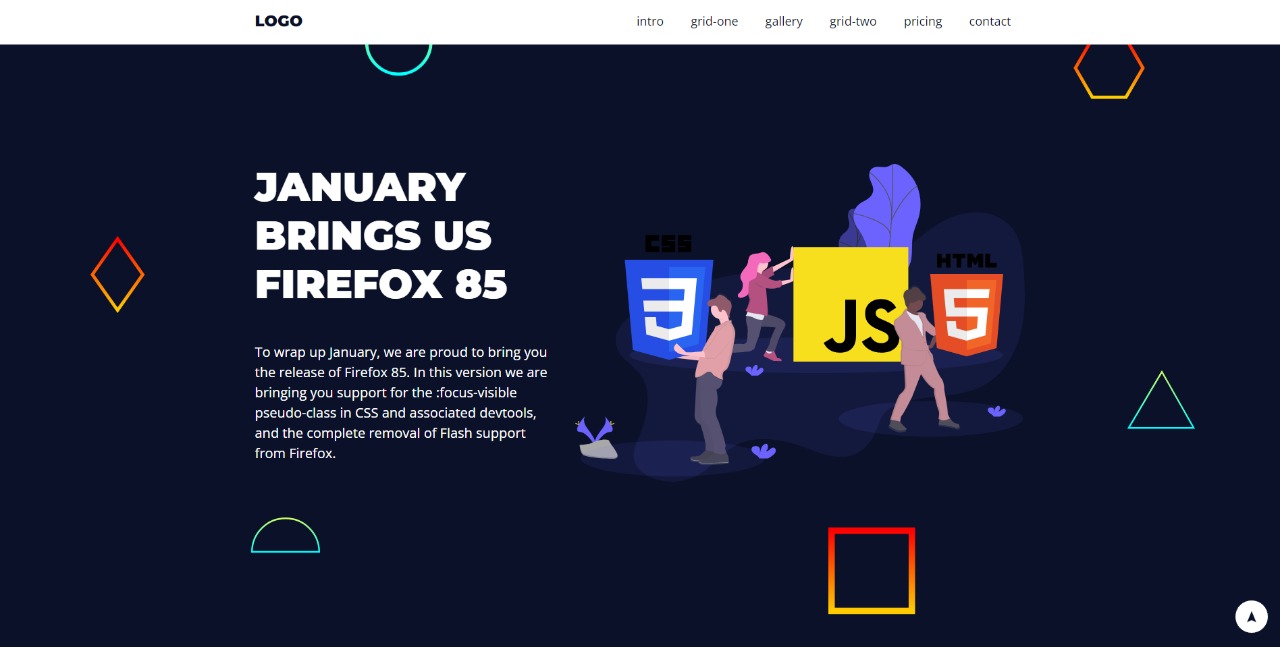 LOGO
intro grid-one gallery grid-two pricing contact
JANUARY
BRINGS US
FIREFOX 85
To wrap up January, we are proud to bring you
the release of Firefox 85. In this version we are
bringing you support for the :focus-visible
pseudo-class in CSS and associated devtools,
and the complete removal of Flash support
from Firefox.
CSS
3
JS
HTML
5